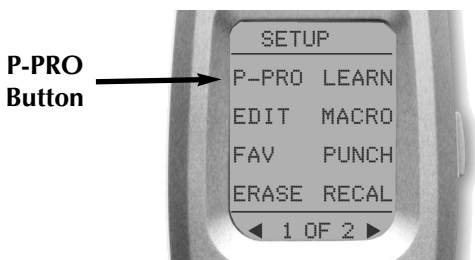 P-PRO
Button
SETUP
P-PRO LEARN
EDIT MACRO
FAV PUNCH
ERASE RECAL
◀ 1 OF 2 ▶